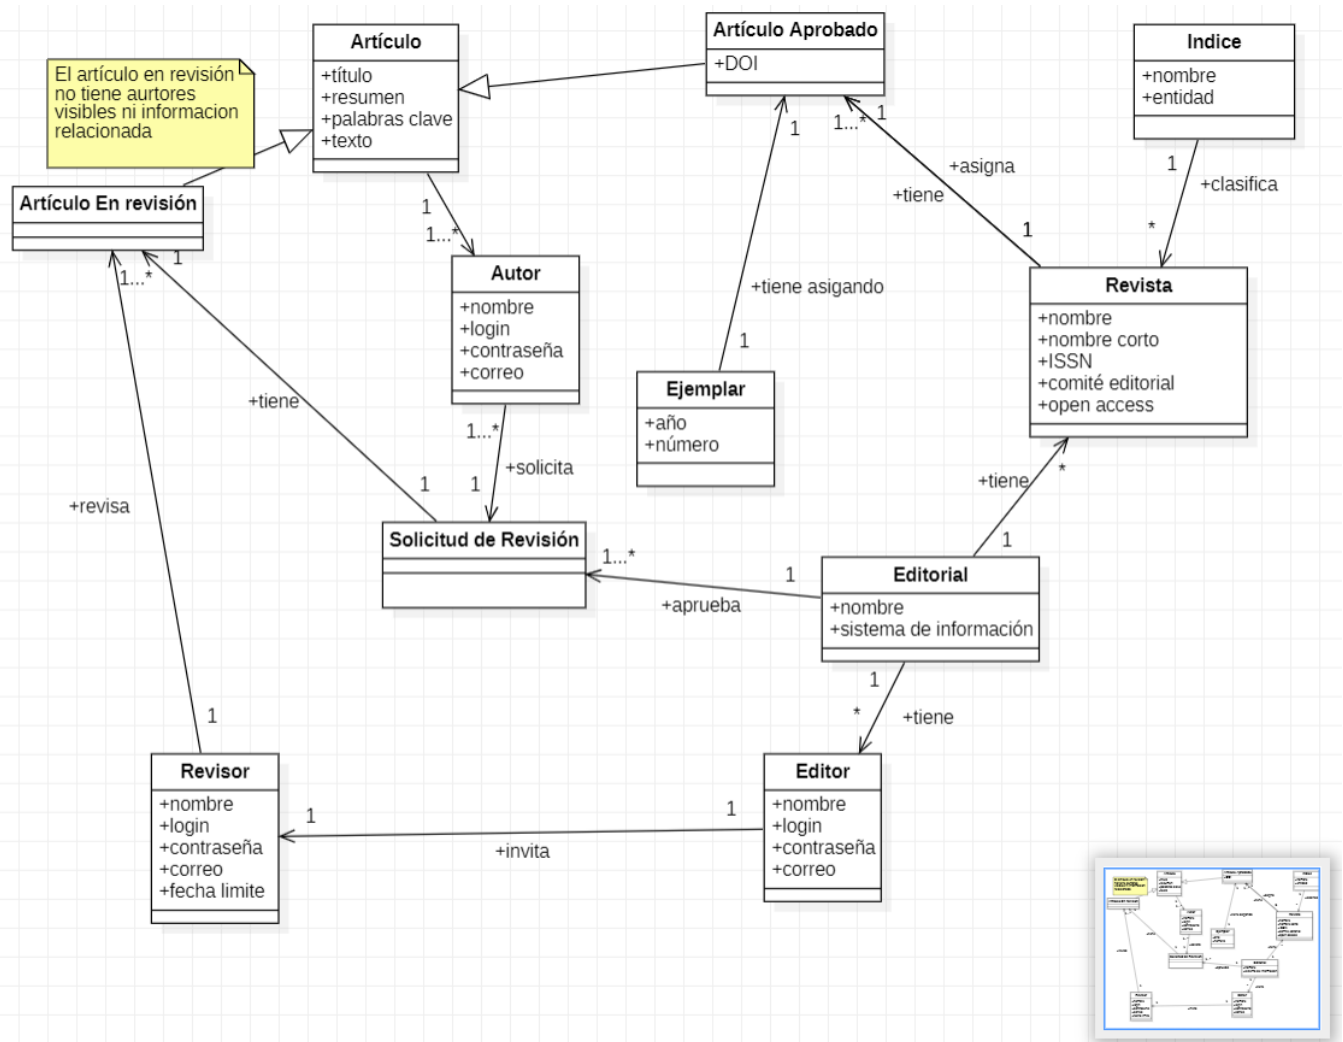 Artículo
+título
+resumen
+palabras clave
+texto
Artículo Aprobado
+DOI
Indice
+nombre
+entidad
El artículo en revisión
no tiene aurtores
visibles ni informacion
relacionada
Artículo En revisión
1
1...*
1
1...*
1
1...*
1
+asigna
+tiene
1
1
+clasifica
*
Autor
+nombre
+login
+contraseña
+correo
Revista
+nombre
+nombre corto
+ISSN
+comité editorial
+open access
+tiene asigando
1
Ejemplar
+año
+número
+tiene
1...*
+solicita
1
1
+revisa
*
+tiene
1
Solicitud de Revisión
1...*
1
+aprueba
Editorial
+nombre
+sistema de información
1
*
+tiene
1
Revisor
+nombre
+login
+contraseña
+correo
+fecha limite
1
1
+invita
Editor
+nombre
+login
+contraseña
+correo